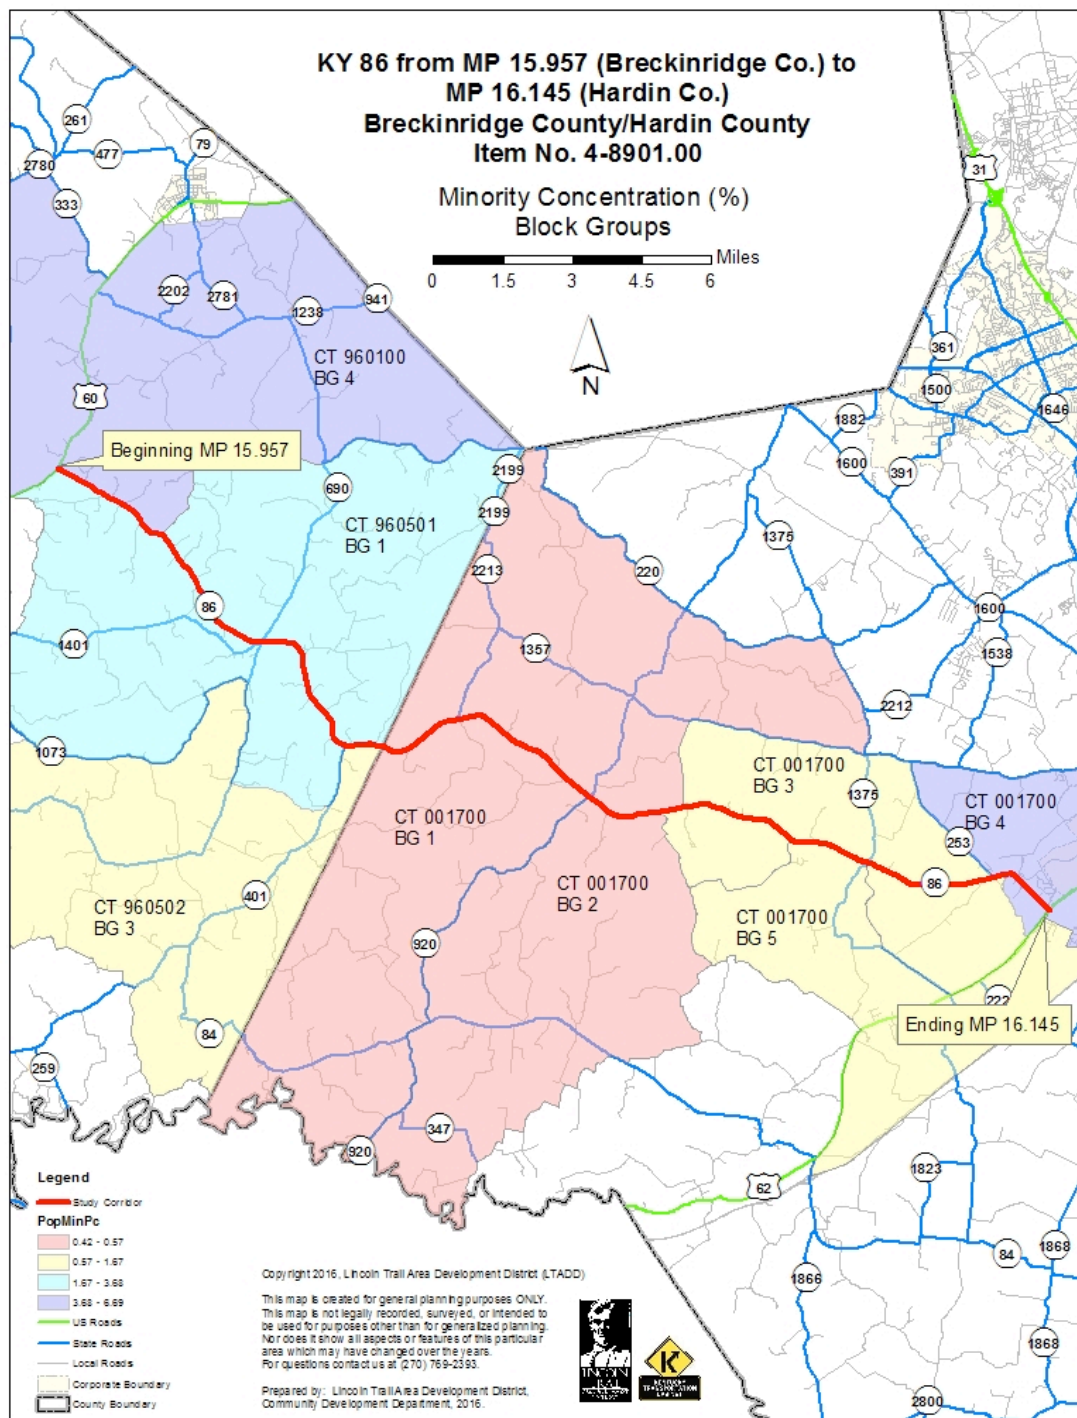 KY 86 from MP 15.957 (Breckinridge Co.) to
MP 16.145 (Hardin Co.)
Breckinridge County/Hardin County
Item No. 4-8901.00
Minority Concentration (%)
Block Groups
0 1.5 3 4.5 6 Miles
N
261
477
79
2780
333
31
2202
2781
1238
941
CT 960100
BG 4
60
361
1500
1646
1882
1600
391
Beginning MP 15.957
690
2199
CT 960501
BG 1
2199
1375
2213
220
86
1600
1401
1357
1538
2212
1073
CT 001700
BG 3
1375
CT 001700
BG 4
CT 001700
BG 1
253
CT 001700
BG 2
86
401
CT 960502
BG 3
CT 001700
BG 5
920
222
Ending MP 16.145
84
259
347
920
62
1823
84
1868
1866
1868
2800
Legend
Study Corridor
PopMinPc
0.42 - 0.57
0.57 - 1.67
1.67 - 3.68
3.68 - 6.69
US Roads
State Roads
Local Roads
Corporate Boundary
County Boundary
Copyright 2016, Lincoln Trail Area Development District (LTADD)
This map is created for general planning purposes ONLY.
This map is not legally recorded, surveyed, or intended to
be used for purposes other than for generalized planning.
Nor does it show all aspects or features of this particular
area which may have changed over the years.
For questions contact us at (270) 769-2393.
Prepared by: Lincoln Trail Area Development District,
Community Development Department, 2016.
LINCOLN
TRAIL
KENTUCKY
TRANSPORTATION
CABINET